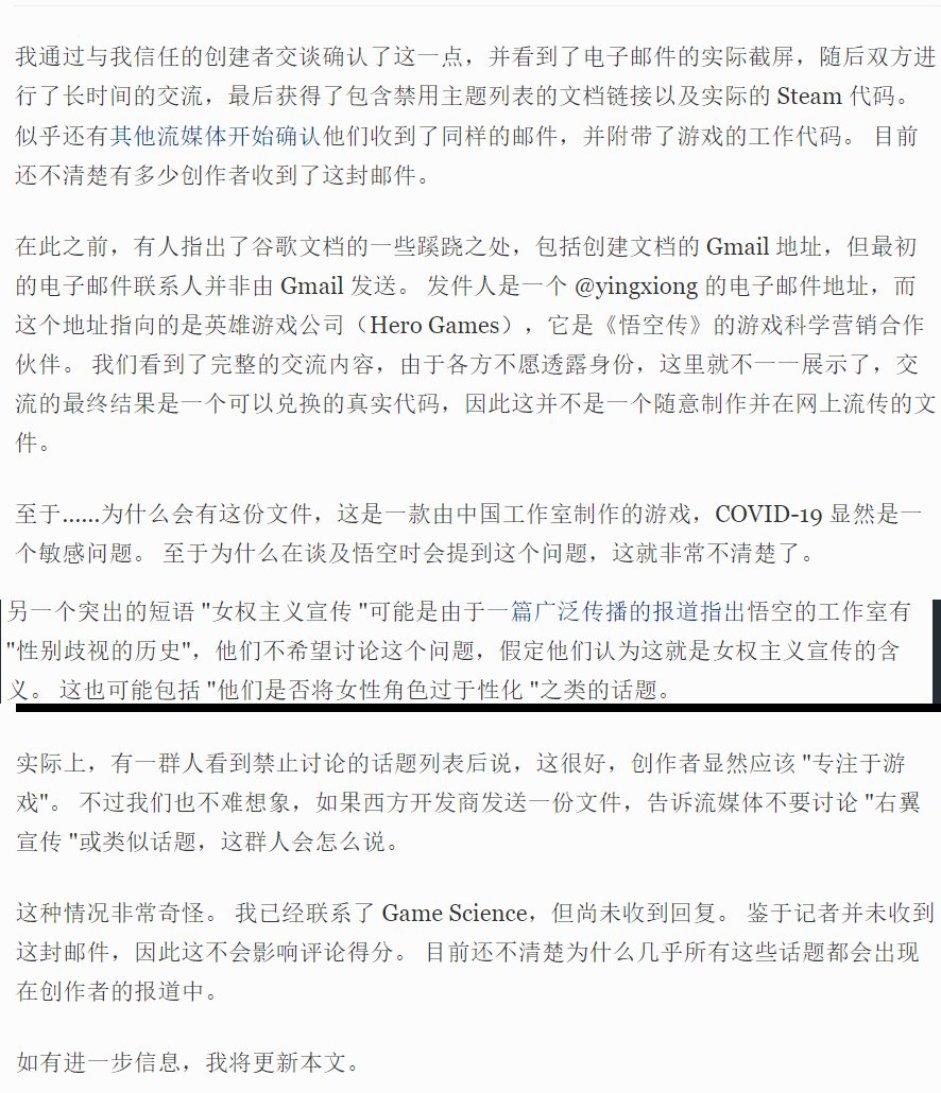 我通过与我信任的创建者交谈确认了这一点，并看到了电子邮件的实际截屏，随后双方进
行了长时间的交流，最后获得了包含禁用主题列表的文档链接以及实际的 Steam 代码。
似乎还有其他流媒体开始确认他们收到了同样的邮件，并附带了游戏的工作代码。 目前
还不清楚有多少创作者收到了这封邮件。
在此之前，有人指出了谷歌文档的一些蹊跷之处，包括创建文档的 Gmail 地址，但最初
的电子邮件联系人并非由 Gmail 发送。 发件人是一个 @yingxiong 的电子邮件地址，而
这个地址指向的是英雄游戏公司（Hero Games），它是《悟空传》的游戏科学营销合作
伙伴。 我们看到了完整的交流内容，由于各方不愿透露身份，这里就不一一展示了，交
流的最终结果是一个可以兑换的真实代码，因此这并不是一个随意制作并在网上流传的文
件。
至于......为什么会有这份文件，这是一款由中国工作室制作的游戏，COVID-19 显然是一
个敏感问题。 至于为什么在谈及悟空时会提到这个问题，这就非常不清楚了。
另一个突出的短语 "女权主义宣传 "可能是由于一篇广泛传播的报道指出悟空的工作室有
"性别歧视的历史"，他们不希望讨论这个问题，假定他们认为这就是女权主义宣传的含
义。 这也可能包括 "他们是否将女性角色过于性化 "之类的话题。
实际上，有一群人看到禁止讨论的话题列表后说，这很好，创作者显然应该 "专注于游
戏"。 不过我们也不难想象，如果西方开发商发送一份文件，告诉流媒体不要讨论 "右翼
宣传 "或类似话题，这群人会怎么说。
这种情况非常奇怪。 我已经联系了 Game Science，但尚未收到回复。 鉴于记者并未收到
这封邮件，因此这不会影响评论得分。 目前还不清楚为什么几乎所有这些话题都会出现
在创作者的报道中。
如有进一步信息，我将更新本文。